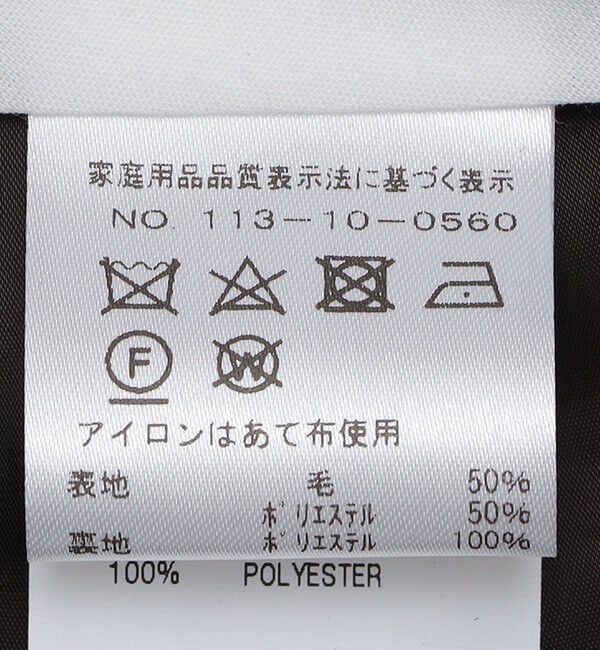 家庭用品品質表示法に基づく表示
NO. 113-10-0560
F W
アイロンはあて布使用
表地 毛 50%
ポリエステル 50%
裏地 ポリエステル 100%
100% POLYESTER